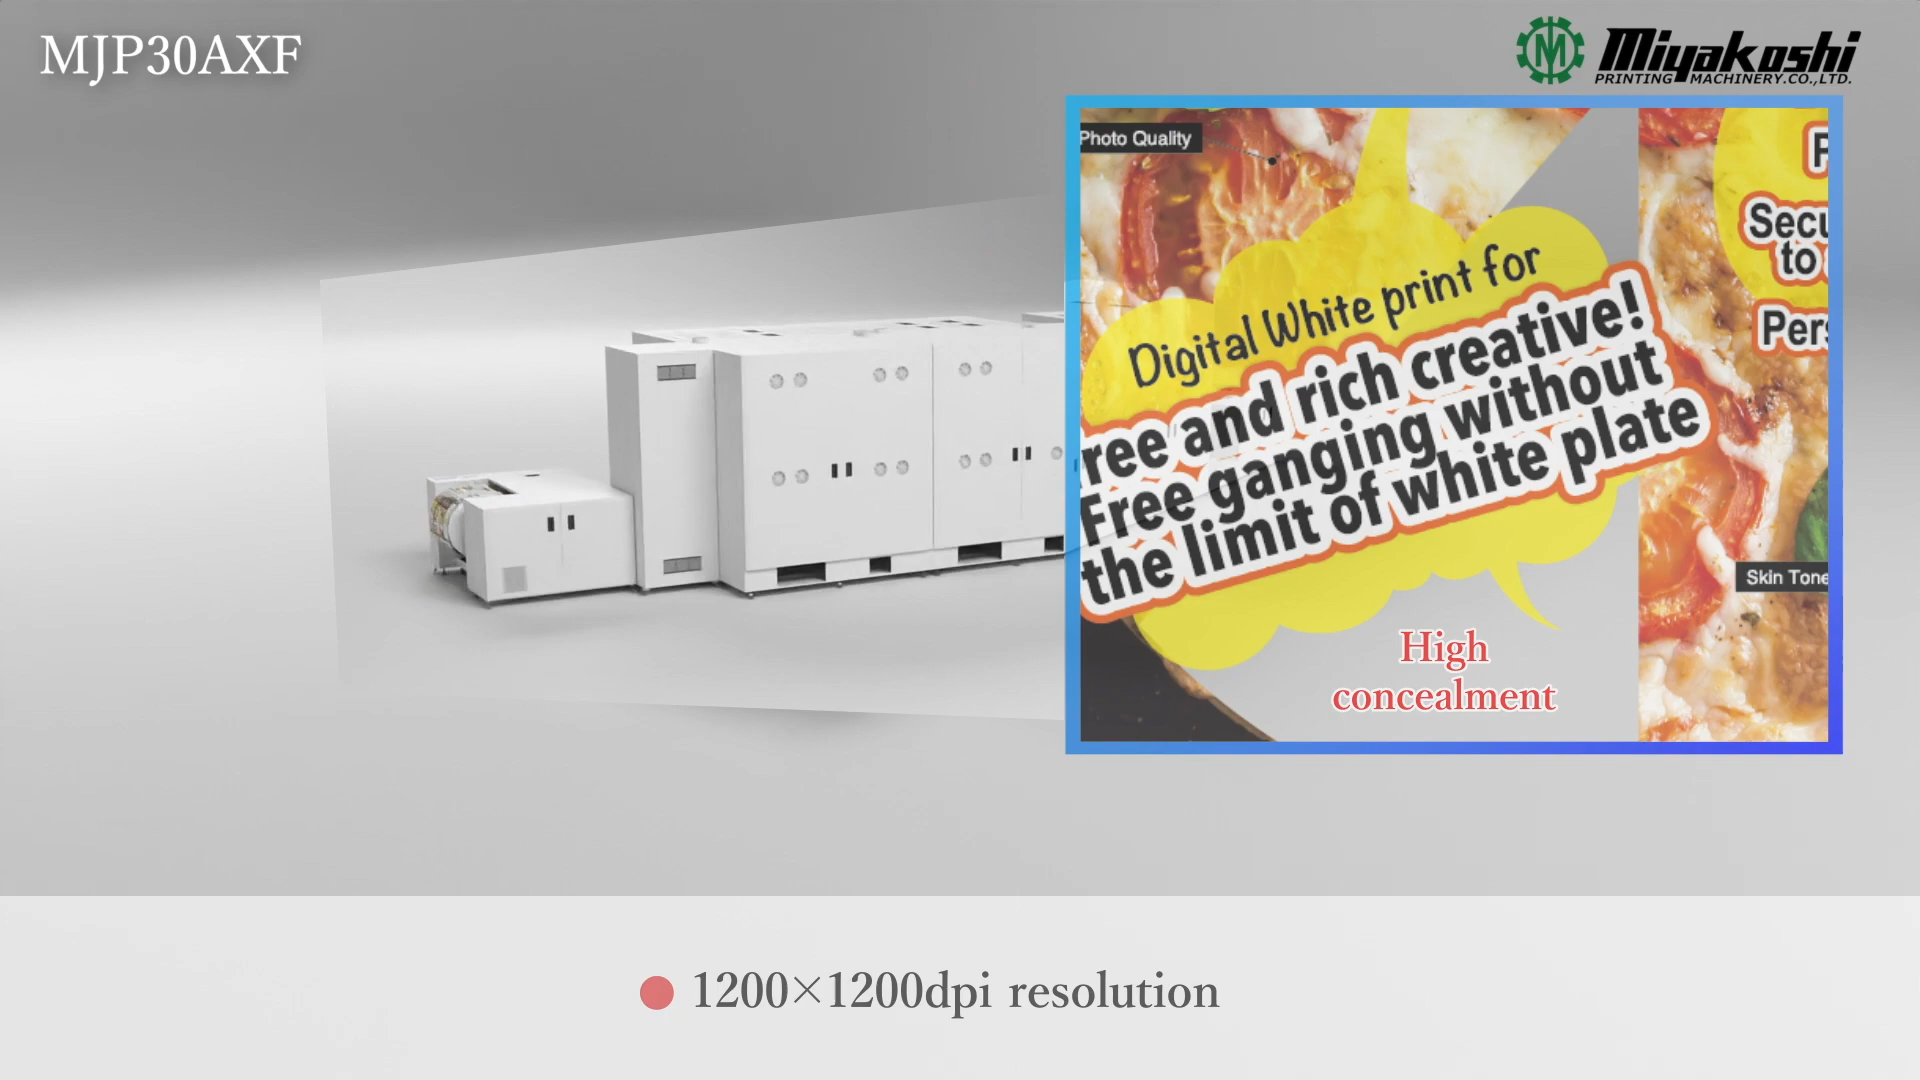 MJP30AXF
Miyakoshi
PRINTING MACHINERY.CO.,LTD.
Photo Quality
Digital White print for
ree and rich creative!
Free ganging without
the limit of white plate
High
concealment
Secu
to
Pers
Skin Tone
1200×1200dpi resolution